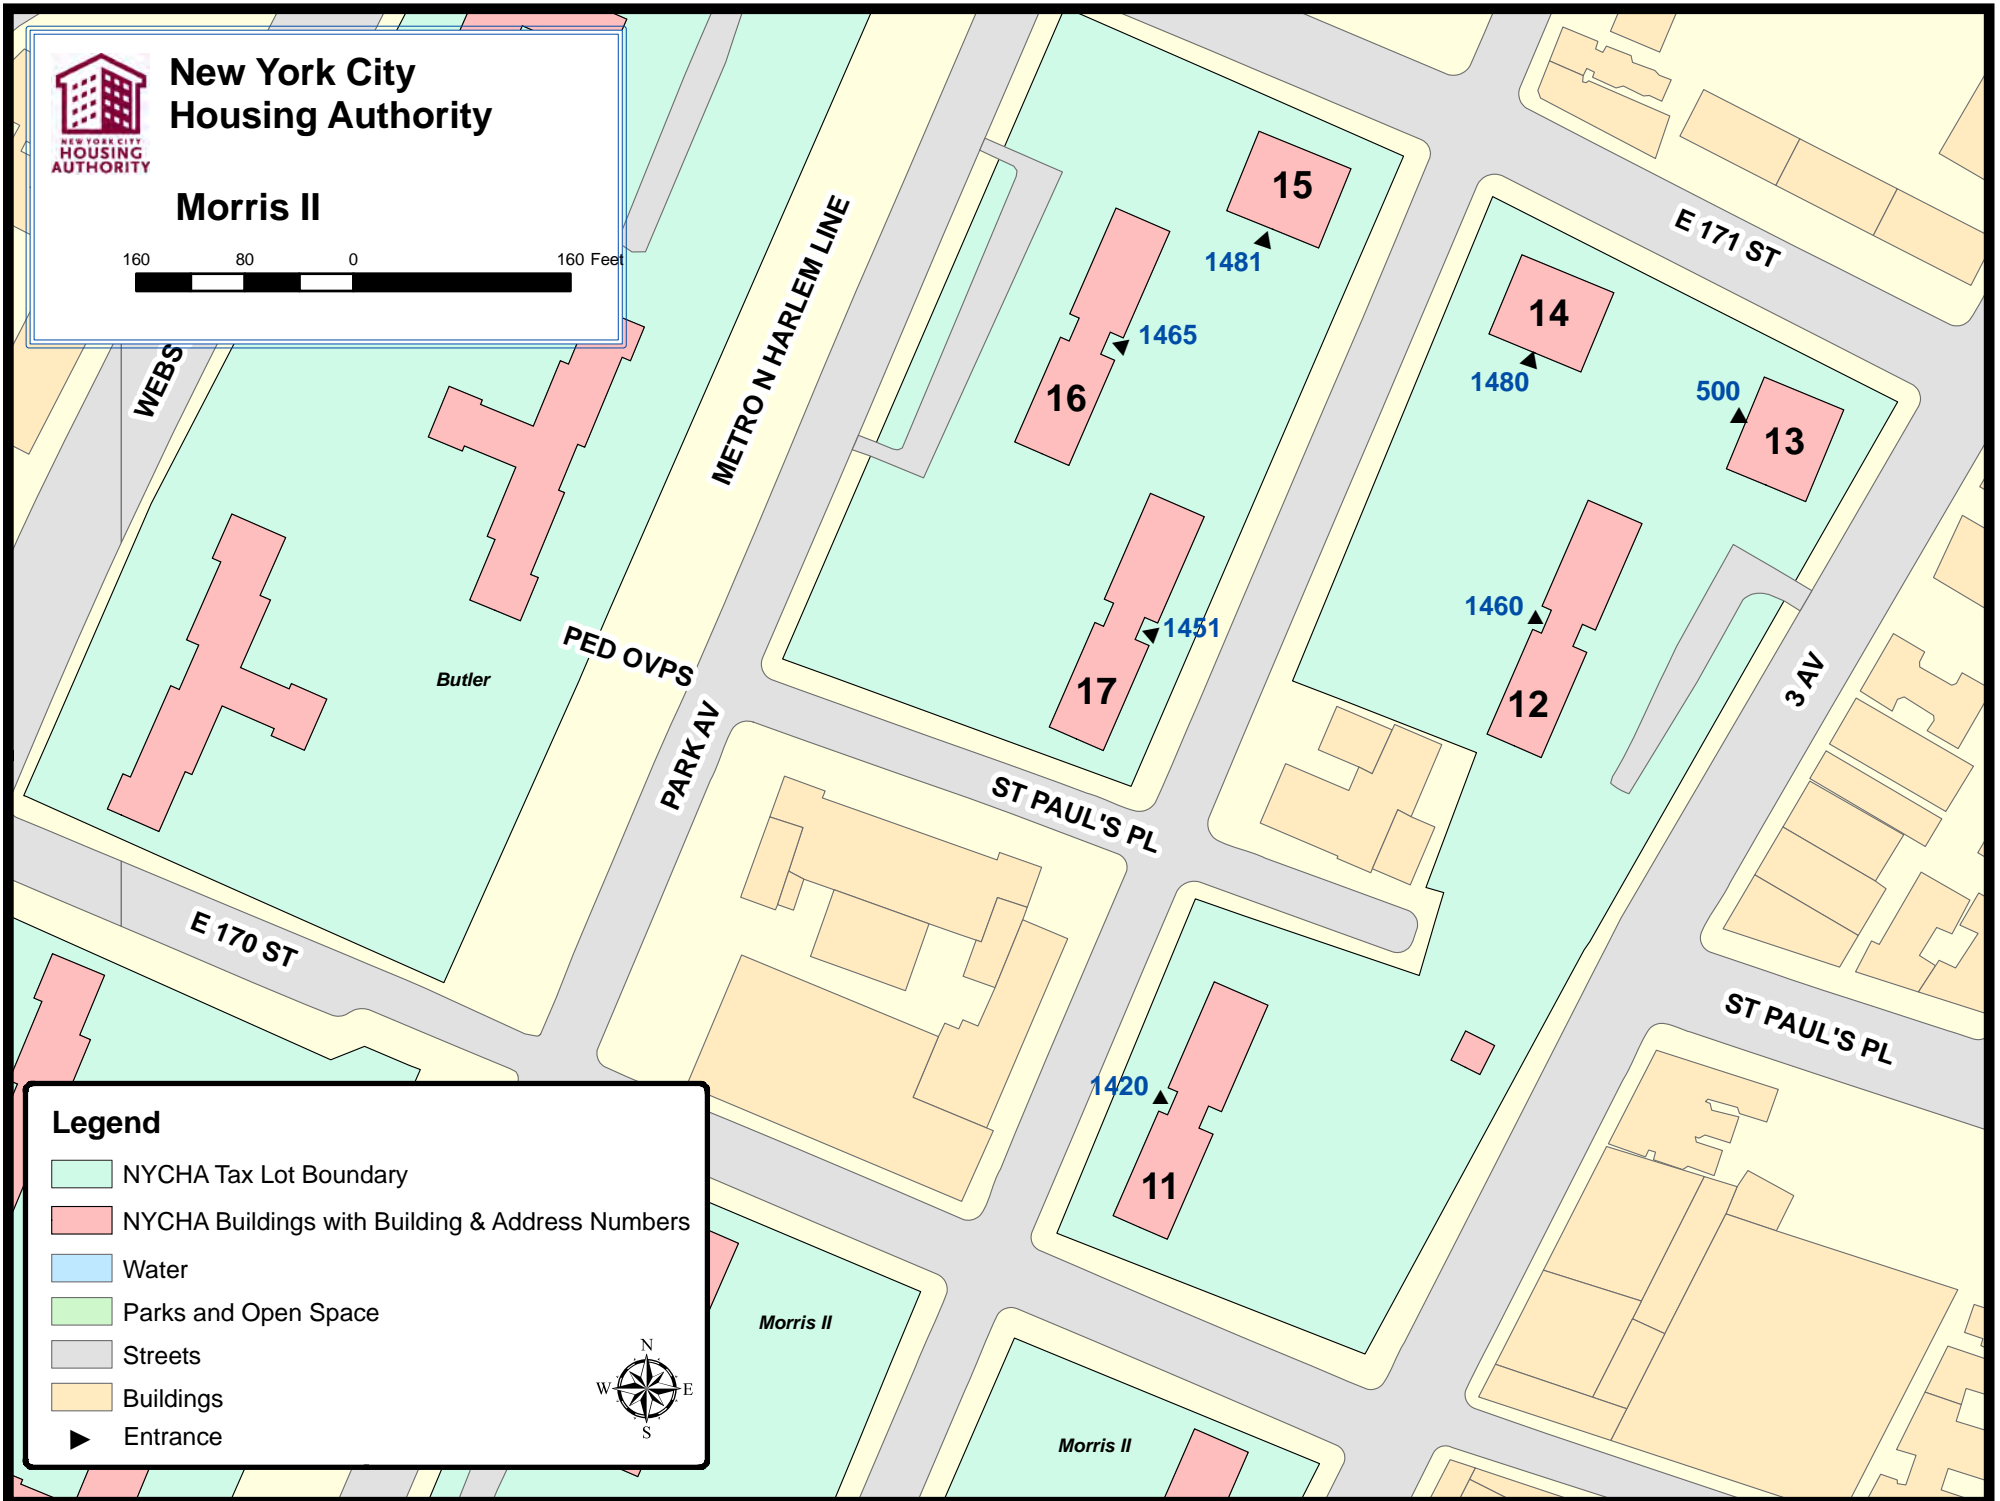 New York City
Housing Authority
NEW YORK CITY
HOUSING
AUTHORITY
Morris II
160 80 0 160 Feet
WEBS
METRO N HARLEM LINE
15
1481
E 171 ST
1465
16
14
1480
500
13
1451
17
1460
12
PED OVPS
Butler
PARK AV
3 AV
ST PAUL'S PL
E 170 ST
ST PAUL'S PL
1420
11
Legend
NYCHA Tax Lot Boundary
NYCHA Buildings with Building & Address Numbers
Water
Parks and Open Space
Streets
Buildings
Entrance
N
W E
S
Morris II
Morris II